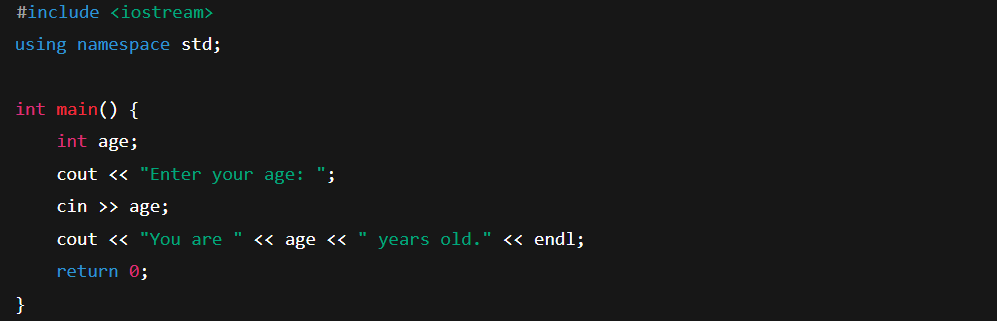 #include <iostream>
using namespace std;

int main() {
    int age;
    cout << "Enter your age: ";
    cin >> age;
    cout << "You are " << age << " years old." << endl;
    return 0;
}